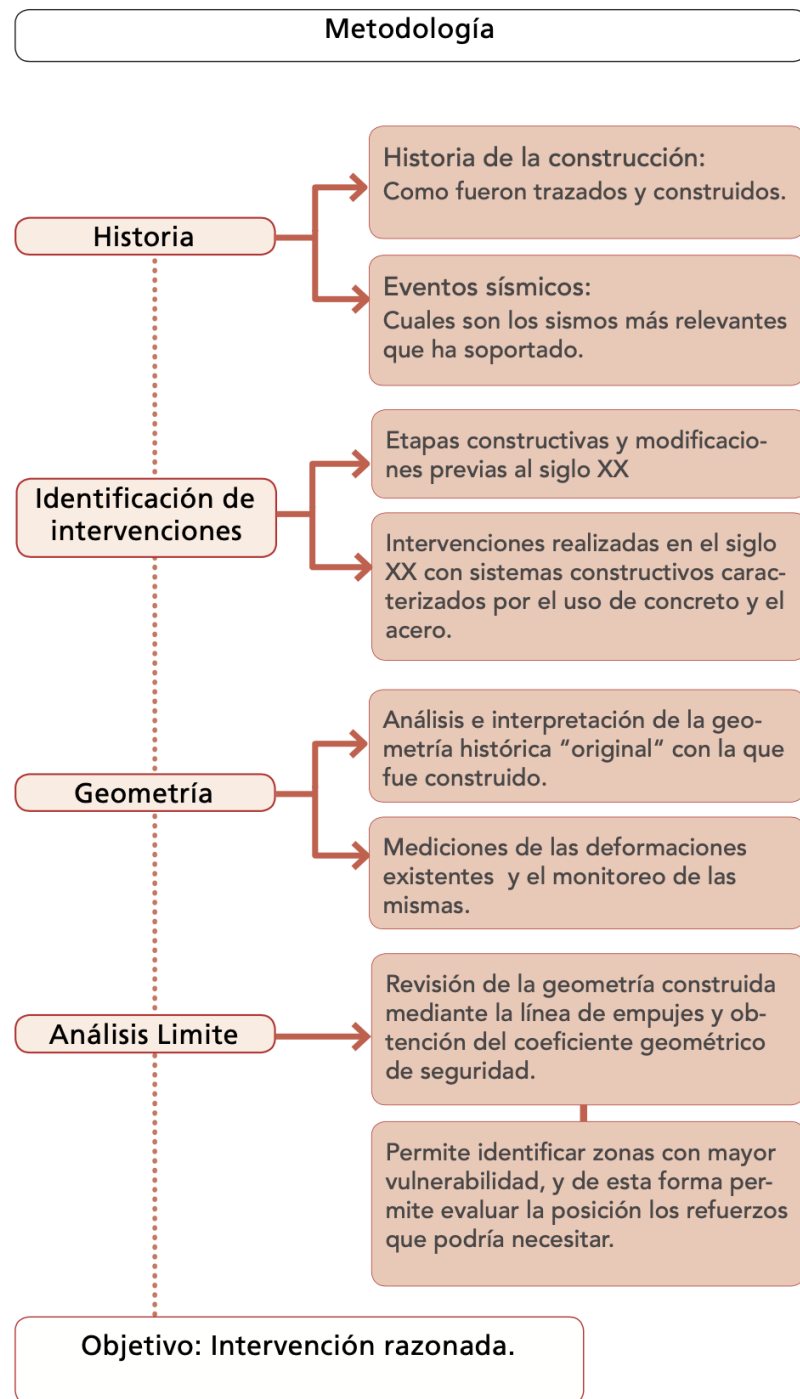 Metodología
Historia
Historia de la construcción:
Como fueron trazados y construidos.
Eventos sísmicos:
Cuales son los sismos más relevantes
que ha soportado.
Identificación de
intervenciones
Etapas constructivas y modificacio-
nes previas al siglo XX
Intervenciones realizadas en el siglo
XX con sistemas constructivos carac-
terizados por el uso de concreto y el
acero.
Geometría
Análisis e interpretación de la geo-
metría histórica “original“ con la que
fue construido.
Mediciones de las deformaciones
existentes  y el monitoreo de las
mismas.
Análisis Limite
Revisión de la geometría construida
mediante la línea de empujes y ob-
tención del coeficiente geométrico
de seguridad.
Permite identificar zonas con mayor
vulnerabilidad, y de esta forma per-
mite evaluar la posición los refuerzos
que podría necesitar.
Objetivo: Intervención razonada.